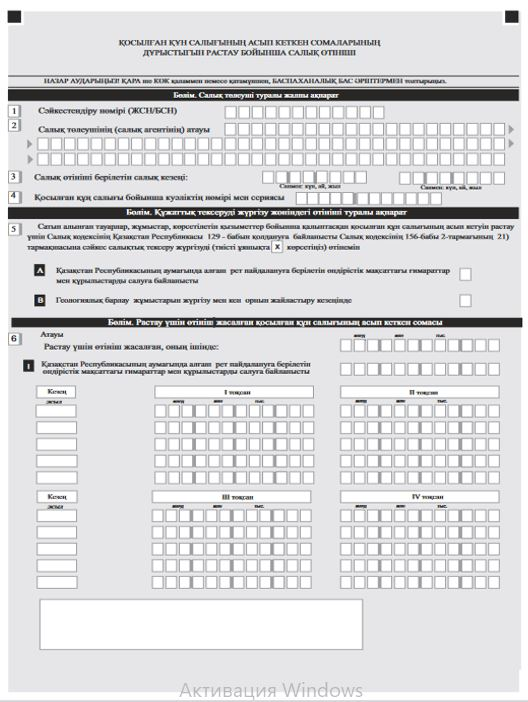 ҚОСЫЛҒАН ҚҰН САЛЫҒЫНЫҢ АСЫП КЕТКЕН СОМАЛАРЫНЫҢ
ДҰРЫСТЫҒЫН РАСТАУ БОЙЫНША САЛЫҚ ӨТІНІШІ
НАЗАР АУДАРЫҢЫЗ! ҚАРА не КӨК қаламмен немесе қатамұшпен, БАСПАХАНАЛЫҚ БАС ӘРІПТЕРМЕН толтырыңыз.
Бөлім. Салық төлеуші туралы жалпы ақпарат
1 Сәйкестендіру нөмірі (ЖСН/БСН)
2 Салық төлеушінің (салық агентінің) атауы
3 Салық өтініші берілетін салық кезеңі:
Санмен: күн, ай, жыл Санмен: күн, ай, жыл
4 Қосылған құн салығы бойынша куәліктің нөмірі мен сериясы
Бөлім. Құжаттық тексеруді жүргізу жөніндегі өтініші туралы ақпарат
5 Сатып алынған тауарлар, жұмыстар, көрсетілетін қызметтер бойынша қалыптасқан қосылған құн салығының асып кетуін растау
үшін Салық кодексінің Қазақстан Республикасы 129 - бабын қолдануға байланысты Салық кодексінің 156-бабы 2-тармағының 21)
тармақшасына сәйкес салықтық тексеру жүргізуді (тиісті ұяшықта X көрсетіңіз) өтінемін
A Қазақстан Республикасының аумағында алған рет пайдалануға берілетін өндірістік мақсаттағы ғимараттар
мен құрылыстарды салуға байланысты
B Геологиялық барлау жұмыстарын жүргізу мен кен орнын жайластыру кезеңінде
Бөлім. Растау үшін өтініш жасалған қосылған құн салығының асып кеткен сомасы
6 Атауы млрд млн тыс.
Растау үшін өтініш жасалған, оның ішінде:
I Қазақстан Республикасының аумағында алған рет пайдалануға берілетін
өндірістік мақсаттағы ғимараттар мен құрылыстарды салуға байланысты
Кезең I тоқсан II тоқсан
жыл млрд млн тыс. млрд млн тыс.
Кезең III тоқсан IV тоқсан
жыл млрд млн тыс. млрд млн тыс.
Активация Windows